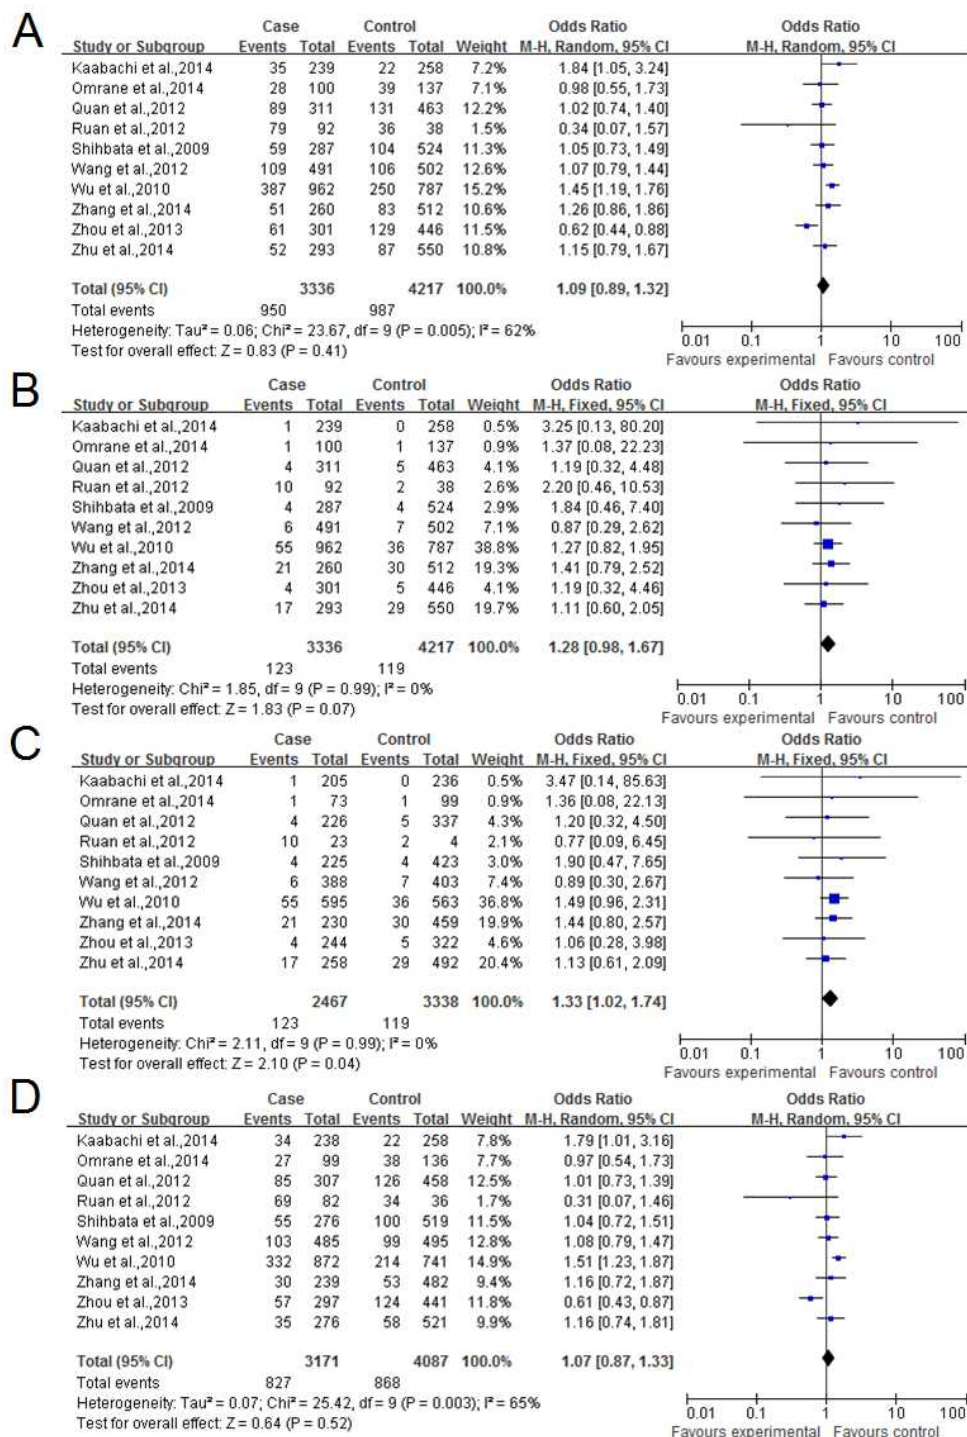 A
Case Control Odds Ratio Odds Ratio
Study or Subgroup Events Total Events Total Weight M-H, Random, 95% CI M-H, Random, 95% CI
Kaabachi et al.,2014 35 239 22 258 7.2% 1.84 [1.05, 3.24]
Omrane et al.,2014 28 100 39 137 7.1% 0.98 [0.55, 1.73]
Quan et al.,2012 89 311 131 463 12.2% 1.02 [0.74, 1.40]
Ruan et al.,2012 79 92 36 38 1.5% 0.34 [0.07, 1.57]
Shihbata et al.,2009 59 287 104 524 11.3% 1.05 [0.73, 1.49]
Wang et al.,2012 109 491 106 502 12.6% 1.07 [0.79, 1.44]
Wu et al.,2010 387 962 250 787 15.2% 1.45 [1.19, 1.76]
Zhang et al.,2014 51 260 83 512 10.6% 1.26 [0.86, 1.86]
Zhou et al.,2013 61 301 129 446 11.5% 0.62 [0.44, 0.88]
Zhu et al.,2014 52 293 87 550 10.8% 1.15 [0.79, 1.67]
Total (95% CI) 3336 4217 100.0% 1.09 [0.89, 1.32]
Total events 950 987
Heterogeneity: Tau² = 0.06; Chi² = 23.67, df = 9 (P = 0.005); I² = 62%
Test for overall effect: Z = 0.83 (P = 0.41)
0.01 0.1 1 10 100
Favours experimental Favours control
B
Case Control Odds Ratio Odds Ratio
Study or Subgroup Events Total Events Total Weight M-H, Fixed, 95% CI M-H, Fixed, 95% CI
Kaabachi et al.,2014 1 239 0 258 0.5% 3.25 [0.13, 80.20]
Omrane et al.,2014 1 100 1 137 0.9% 1.37 [0.08, 22.23]
Quan et al.,2012 4 311 5 463 4.1% 1.19 [0.32, 4.48]
Ruan et al.,2012 10 92 2 38 2.6% 2.20 [0.46, 10.53]
Shihbata et al.,2009 4 287 4 524 2.9% 1.84 [0.46, 7.40]
Wang et al.,2012 6 491 7 502 7.1% 0.87 [0.29, 2.62]
Wu et al.,2010 55 962 36 787 38.8% 1.27 [0.82, 1.95]
Zhang et al.,2014 21 260 30 512 19.3% 1.41 [0.79, 2.52]
Zhou et al.,2013 4 301 5 446 4.1% 1.19 [0.32, 4.46]
Zhu et al.,2014 17 293 29 550 19.7% 1.11 [0.60, 2.05]
Total (95% CI) 3336 4217 100.0% 1.28 [0.98, 1.67]
Total events 123 119
Heterogeneity: Chi² = 1.85, df = 9 (P = 0.99); I² = 0%
Test for overall effect: Z = 1.83 (P = 0.07)
0.01 0.1 1 10 100
Favours experimental Favours control
C
Case Control Odds Ratio Odds Ratio
Study or Subgroup Events Total Events Total Weight M-H, Fixed, 95% CI M-H, Fixed, 95% CI
Kaabachi et al.,2014 1 205 0 236 0.5% 3.47 [0.14, 85.63]
Omrane et al.,2014 1 73 1 99 0.9% 1.36 [0.08, 22.13]
Quan et al.,2012 4 226 5 337 4.3% 1.20 [0.32, 4.50]
Ruan et al.,2012 10 23 2 4 2.1% 0.77 [0.09, 6.45]
Shihbata et al.,2009 4 225 4 423 3.0% 1.90 [0.47, 7.65]
Wang et al.,2012 6 388 7 403 7.4% 0.89 [0.30, 2.67]
Wu et al.,2010 55 595 36 563 36.8% 1.49 [0.96, 2.31]
Zhang et al.,2014 21 230 30 459 19.9% 1.44 [0.80, 2.57]
Zhou et al.,2013 4 244 5 322 4.6% 1.06 [0.28, 3.98]
Zhu et al.,2014 17 258 29 492 20.4% 1.13 [0.61, 2.09]
Total (95% CI) 2467 3338 100.0% 1.33 [1.02, 1.74]
Total events 123 119
Heterogeneity: Chi² = 2.11, df = 9 (P = 0.99); I² = 0%
Test for overall effect: Z = 2.10 (P = 0.04)
0.01 0.1 1 10 100
Favours experimental Favours control
D
Case Control Odds Ratio Odds Ratio
Study or Subgroup Events Total Events Total Weight M-H, Random, 95% CI M-H, Random, 95% CI
Kaabachi et al.,2014 34 238 22 258 7.8% 1.79 [1.01, 3.16]
Omrane et al.,2014 27 99 38 136 7.7% 0.97 [0.54, 1.73]
Quan et al.,2012 85 307 126 458 12.5% 1.01 [0.73, 1.39]
Ruan et al.,2012 69 82 34 36 1.7% 0.31 [0.07, 1.46]
Shihbata et al.,2009 55 276 100 519 11.5% 1.04 [0.72, 1.51]
Wang et al.,2012 103 485 99 495 12.8% 1.08 [0.79, 1.47]
Wu et al.,2010 332 872 214 741 14.9% 1.51 [1.23, 1.87]
Zhang et al.,2014 30 239 53 482 9.4% 1.16 [0.72, 1.87]
Zhou et al.,2013 57 297 124 441 11.8% 0.61 [0.43, 0.87]
Zhu et al.,2014 35 276 58 521 9.9% 1.16 [0.74, 1.81]
Total (95% CI) 3171 4087 100.0% 1.07 [0.87, 1.33]
Total events 827 868
Heterogeneity: Tau² = 0.07; Chi² = 25.42, df = 9 (P = 0.003); I² = 65%
Test for overall effect: Z = 0.64 (P = 0.52)
0.01 0.1 1 10 100
Favours experimental Favours control